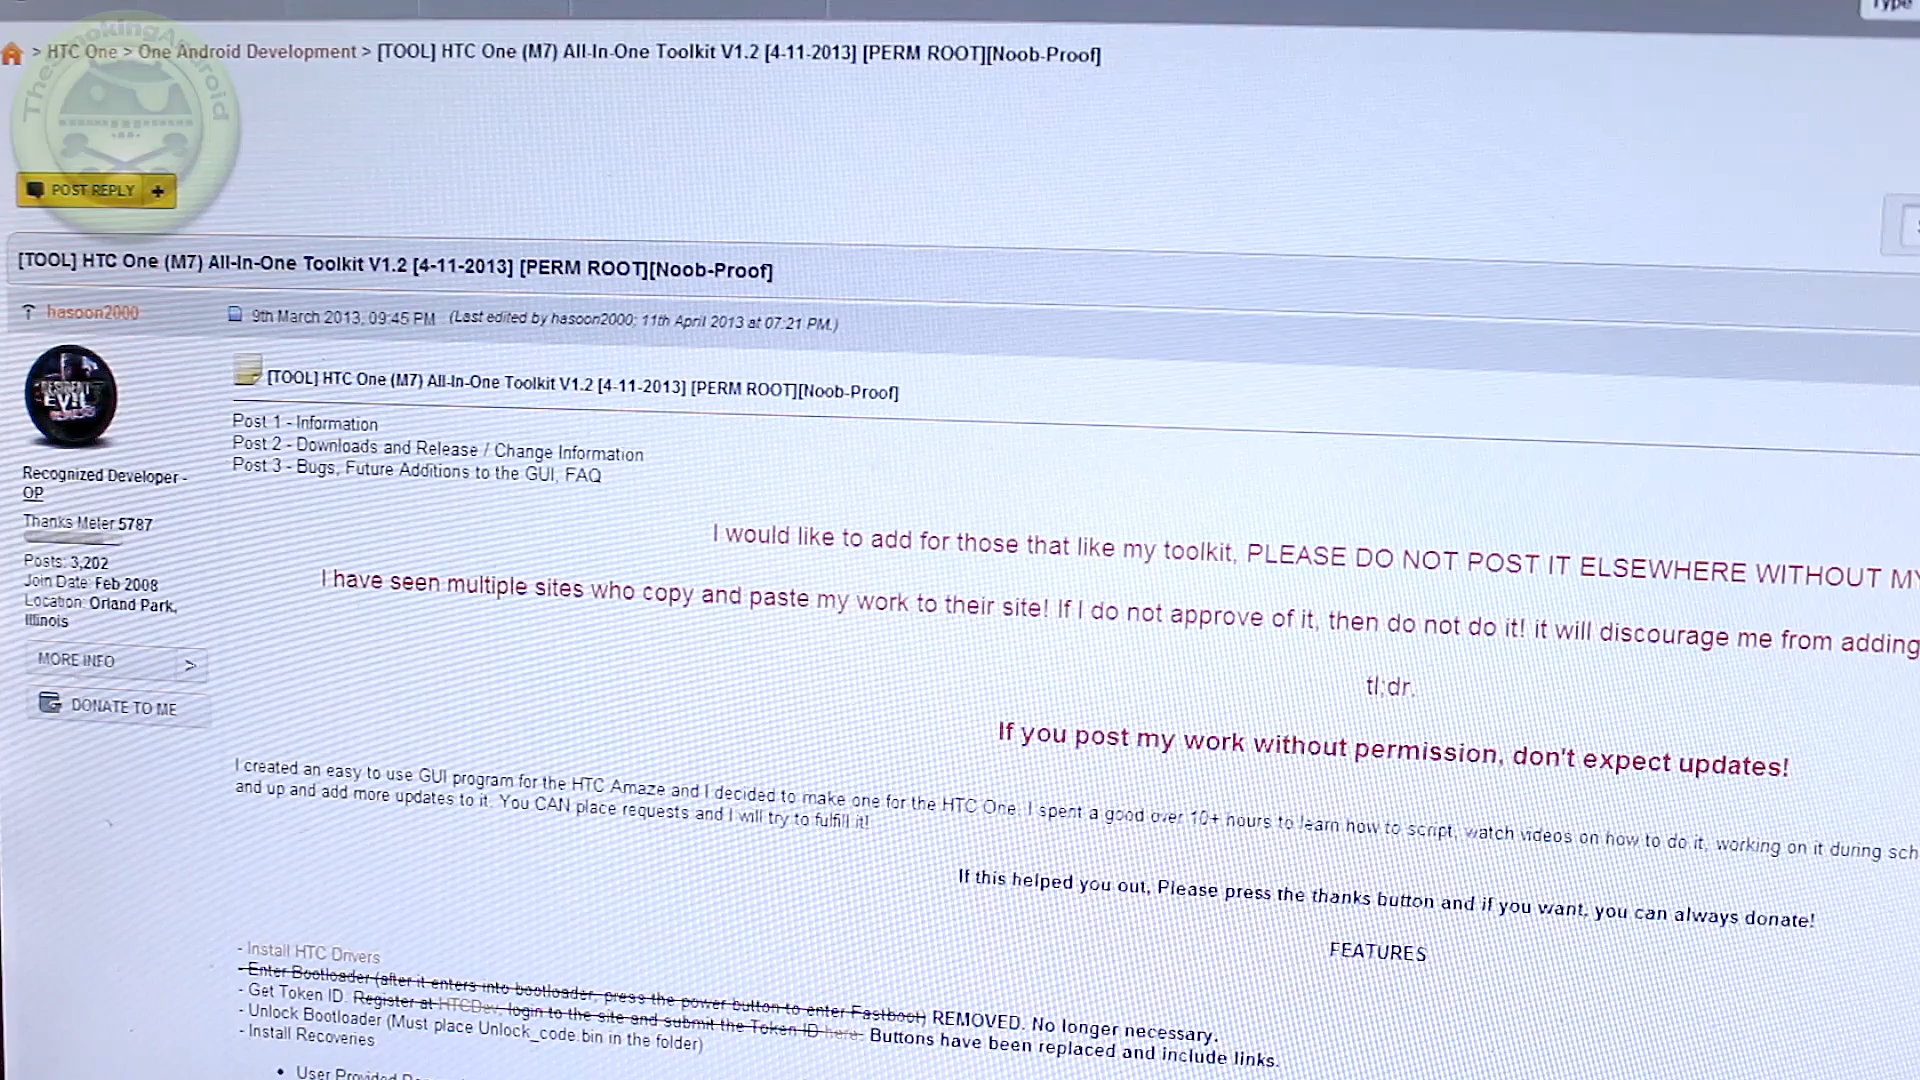 Type
TheSmokingAndroid
> HTC One > One Android Development > [TOOL] HTC One (M7) All-In-One Toolkit V1.2 [4-11-2013] [PERM ROOT][Noob-Proof]
POST REPLY +
[TOOL] HTC One (M7) All-In-One Toolkit V1.2 [4-11-2013] [PERM ROOT][Noob-Proof]
hasoon2000
9th March 2013, 09:45 PM (Last edited by hasoon2000; 11th April 2013 at 07:21 PM.)
RESIDENT EVIL
Recognized Developer -
OP
Thanks Meter 5787
Posts: 3,202
Join Date: Feb 2008
Location: Orland Park,
Illinois
MORE INFO >
DONATE TO ME
[TOOL] HTC One (M7) All-In-One Toolkit V1.2 [4-11-2013] [PERM ROOT][Noob-Proof]
Post 1 - Information
Post 2 - Downloads and Release / Change Information
Post 3 - Bugs, Future Additions to the GUI, FAQ
I would like to add for those that like my toolkit, PLEASE DO NOT POST IT ELSEWHERE WITHOUT MY
I have seen multiple sites who copy and paste my work to their site! If I do not approve of it, then do not do it! it will discourage me from adding
tl;dr.
If you post my work without permission, don't expect updates!
I created an easy to use GUI program for the HTC Amaze and I decided to make one for the HTC One. I spent a good over 10+ hours to learn how to script, watch videos on how to do it, working on it during sch
and up and add more updates to it. You CAN place requests and I will try to fulfill it!
If this helped you out, Please press the thanks button and if you want, you can always donate!
FEATURES
- Install HTC Drivers
- Enter Bootloader (after it enters into bootloader, press the power button to enter Fastboot) REMOVED. No longer necessary.
- Get Token ID. Register at HTCDev, login to the site and submit the Token ID here. Buttons have been replaced and include links.
- Unlock Bootloader (Must place Unlock_code.bin in the folder)
- Install Recoveries
• User Provided